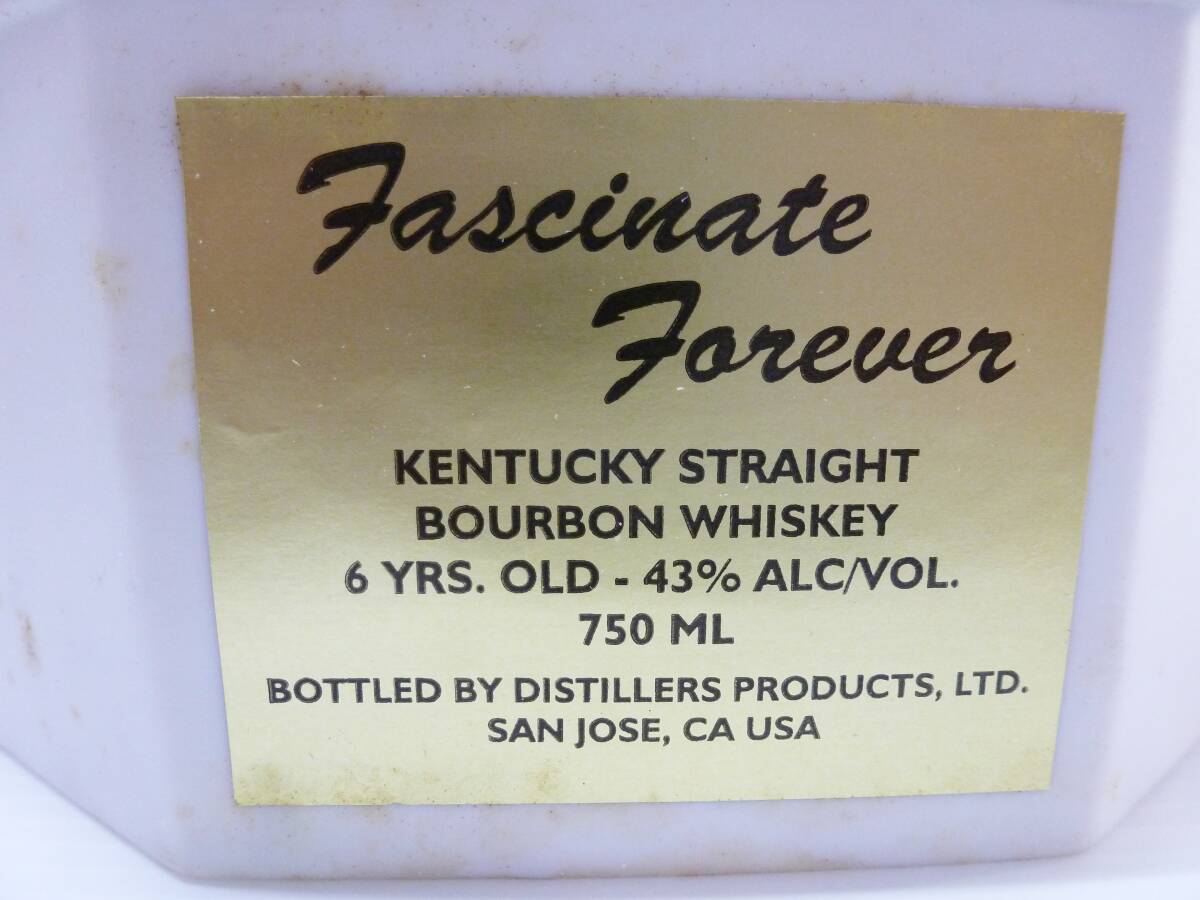 Fascinate
Forever
KENTUCKY STRAIGHT
BOURBON WHISKEY
6 YRS. OLD - 43% ALC/VOL.
750 ML
BOTTLED BY DISTILLERS PRODUCTS, LTD.
SAN JOSE, CA USA